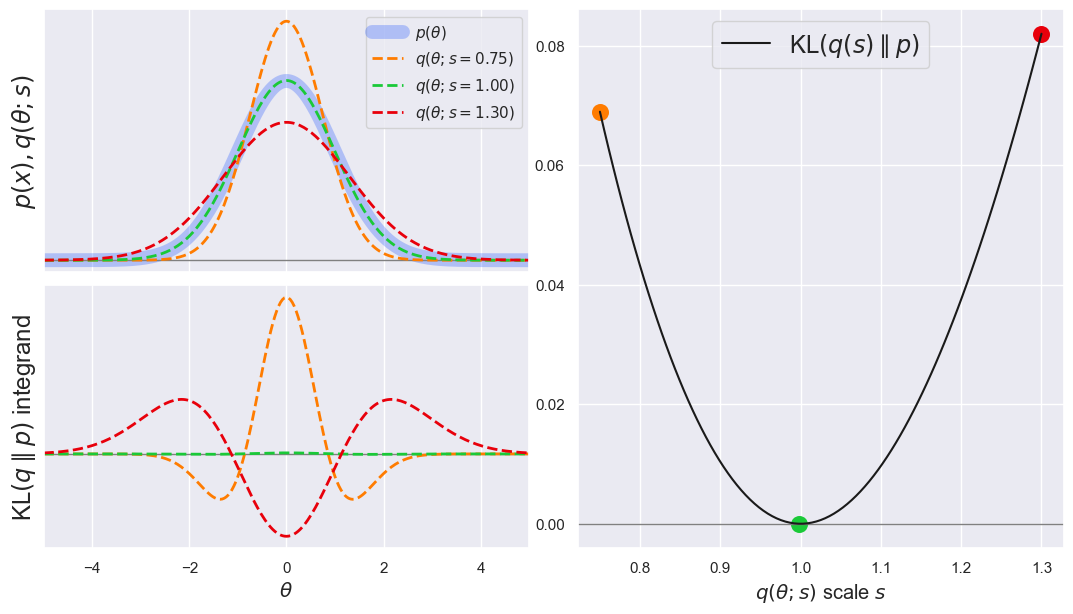 p(x), q(θ; s)
p(θ)
q(θ; s = 0.75)
q(θ; s = 1.00)
q(θ; s = 1.30)
KL(q ∥ p) integrand
−4
−2
0
2
4
θ
KL(q(s) ∥ p)
0.08
0.06
0.04
0.02
0.00
0.8
0.9
1.0
1.1
1.2
1.3
q(θ; s) scale s